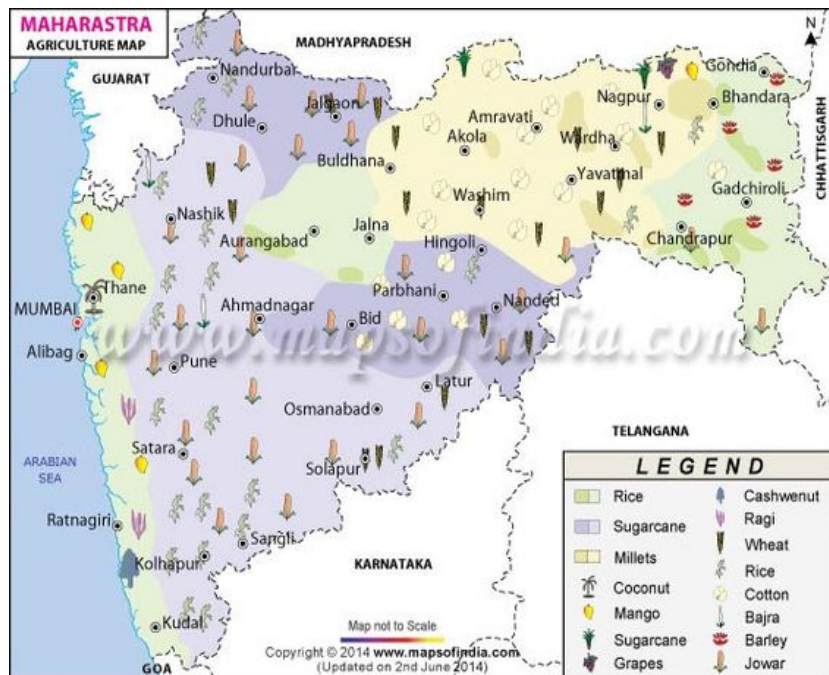 MAHARASTRA
AGRICULTURE MAP
MADHYAPRADESH
N
GUJARAT
Nandurbar
Gondia
Jalgaon
Nagpur
Bhandara
Dhule
Amravati
Akola
Wardha
CHHATTISGARH
Buldhana
Yavatmal
Washim
Gadchiroli
Nashik
Aurangabad
Jalna
Hingoli
Chandrapur
Thane
Parbhani
MUMBAI
Ahmadnagar
Bid
Nanded
www.mapsofindia.com
Alibag
Pune
Latur
Osmanabad
TELANGANA
ARABIAN
SEA
Satara
Solapur
Ratnagiri
Sangli
Kolhapur
KARNATAKA
Kudal
GOA
Map not to Scale
Copyright © 2014 www.mapsofindia.com
(Updated on 2nd June 2014)
LEGEND
Rice
Sugarcane
Millets
Coconut
Mango
Sugarcane
Grapes
Cashwenut
Ragi
Wheat
Rice
Cotton
Bajra
Barley
Jowar